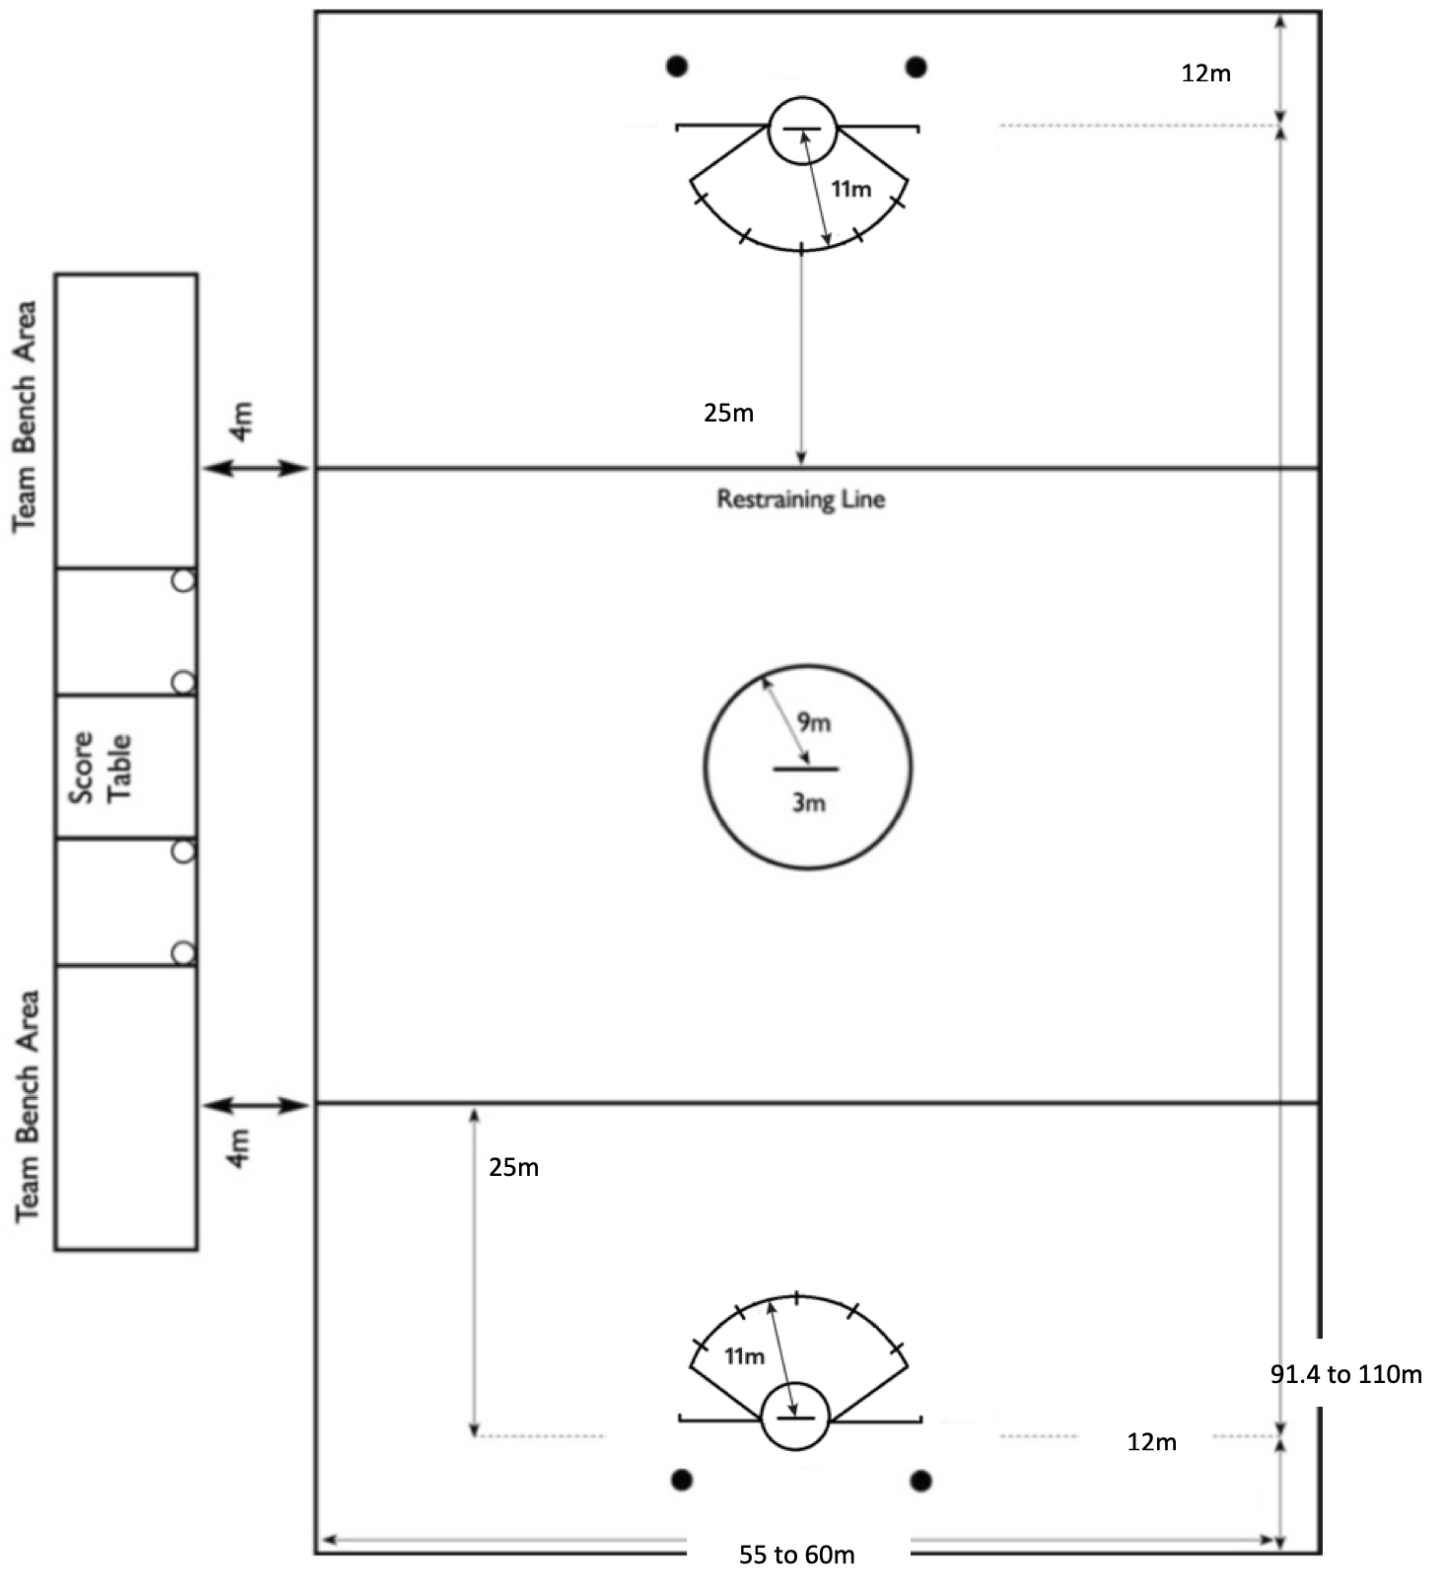 12m
11m
Team Bench Area
4m
25m
Restraining Line
9m
Score
Table
3m
Team Bench Area
4m
25m
11m
91.4 to 110m
12m
55 to 60m